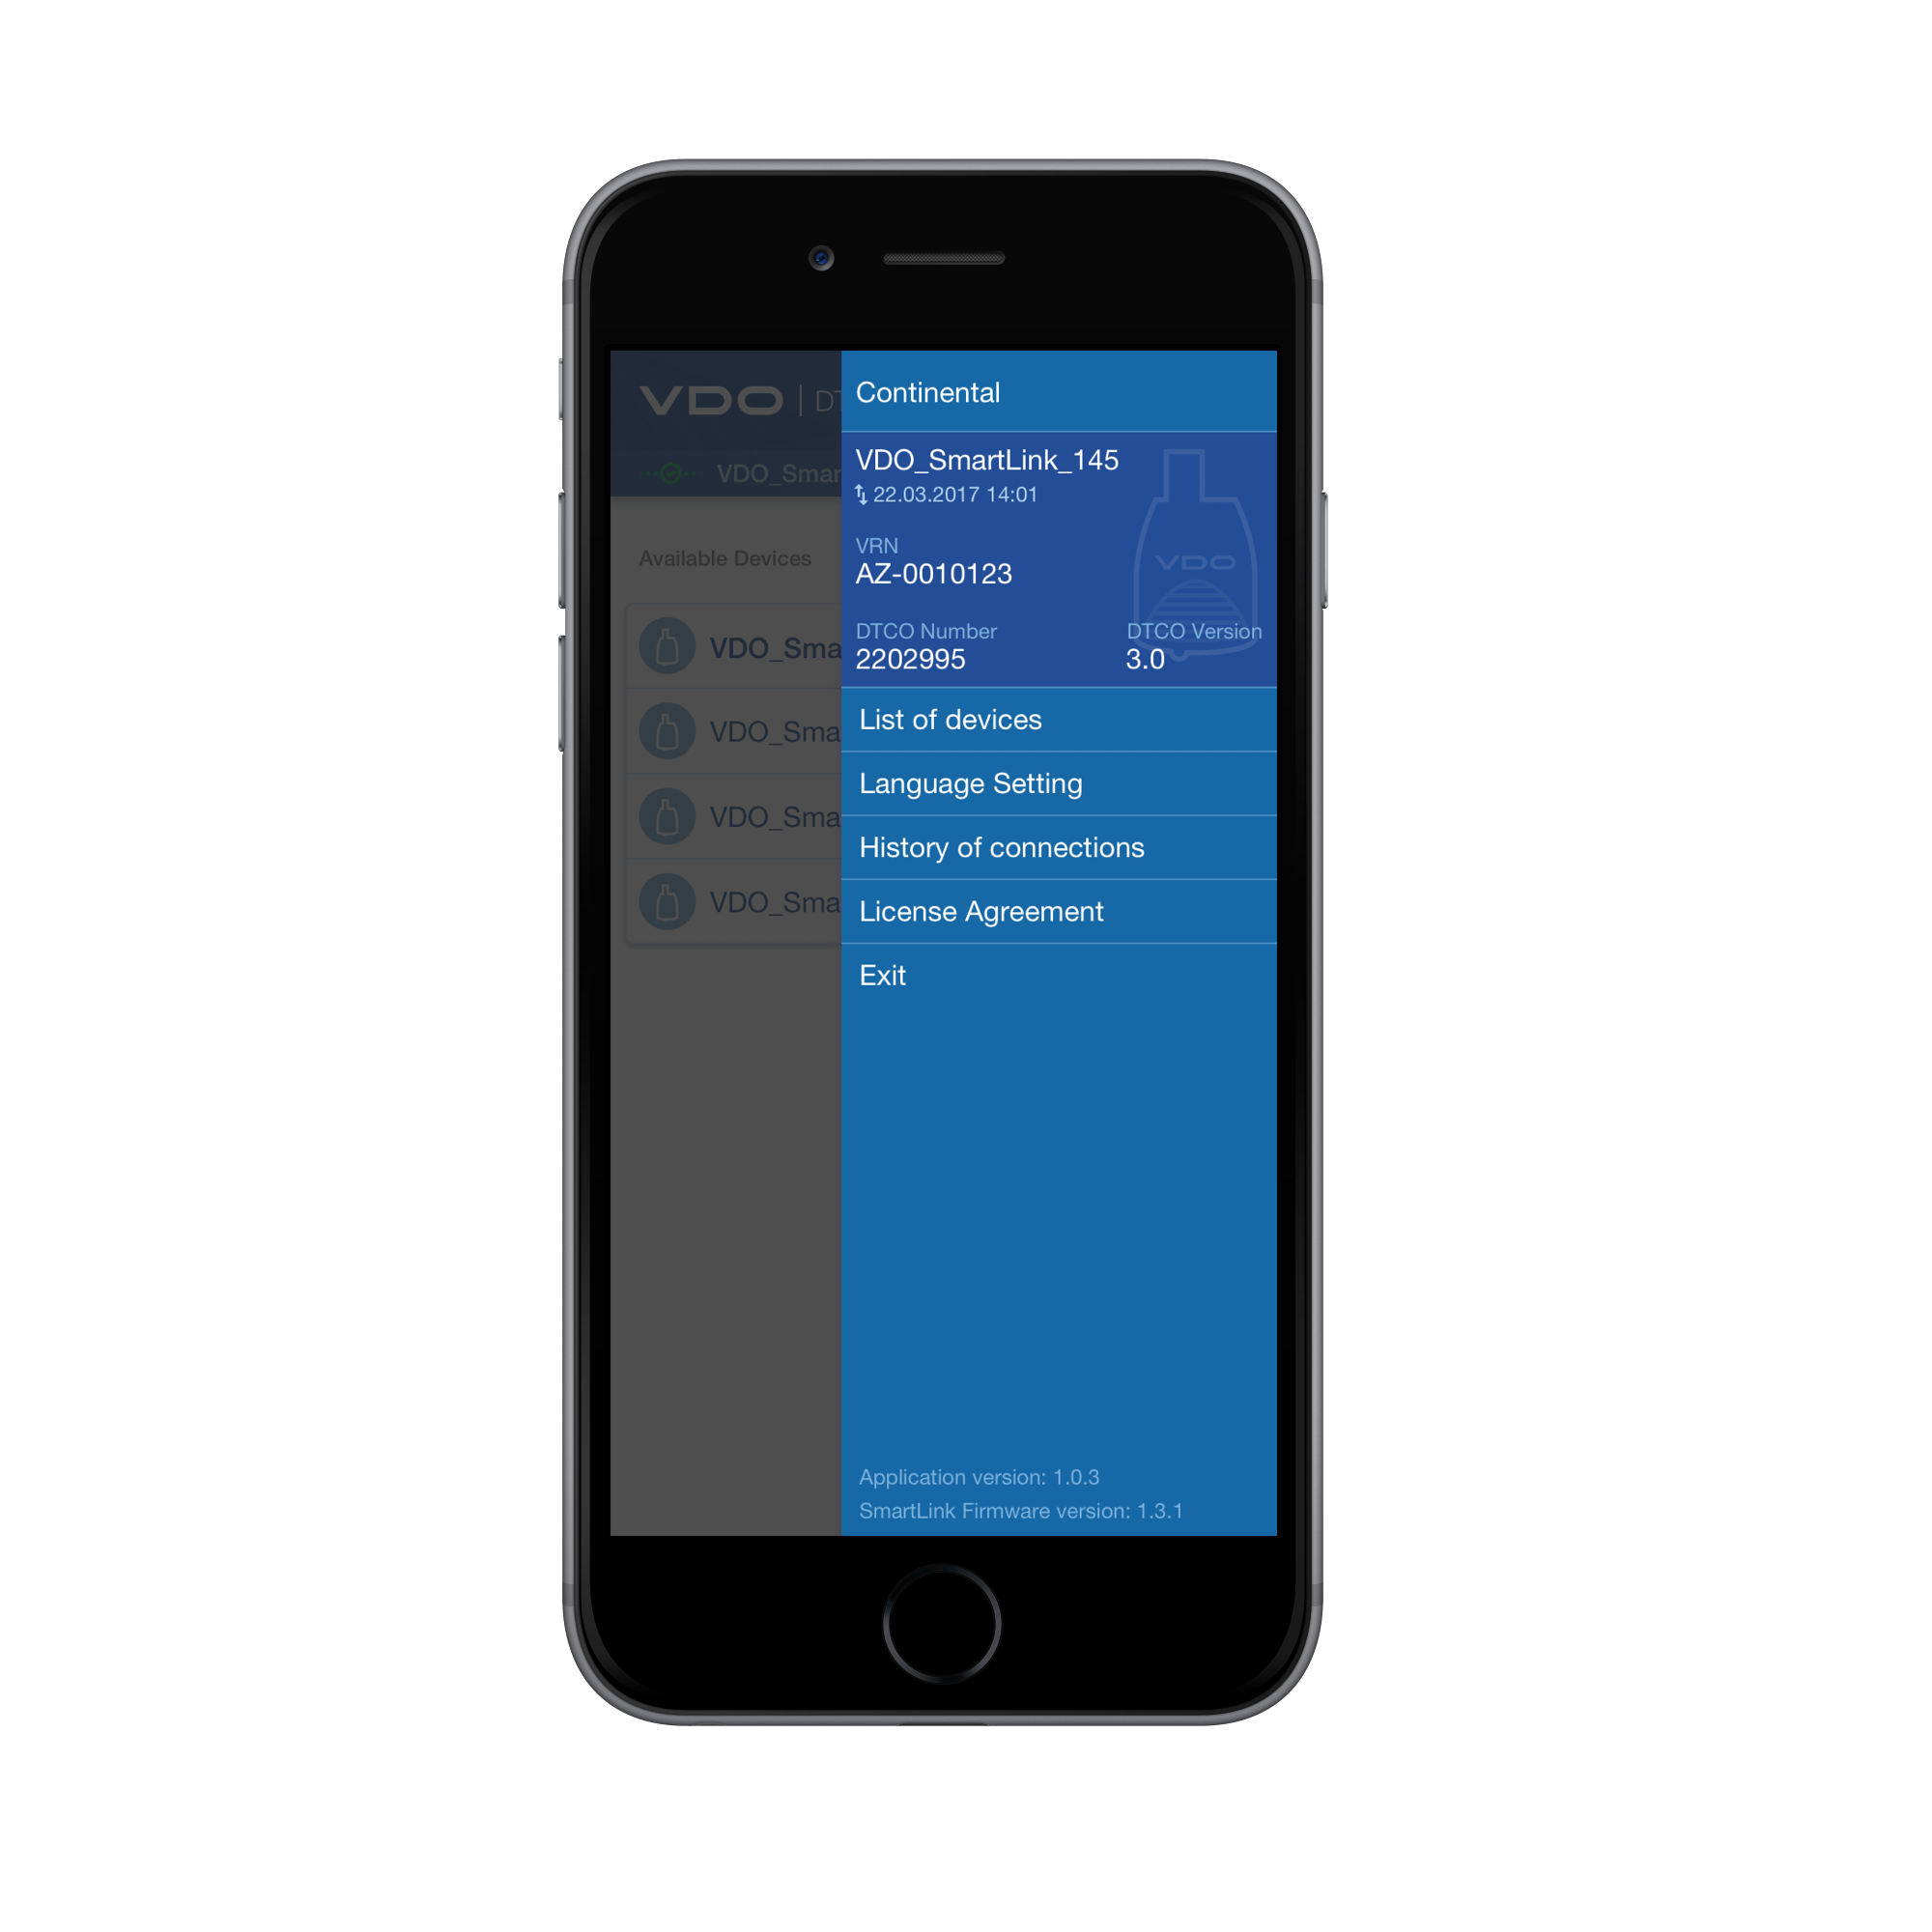 VDO | DT
VDO_Smar
Available Devices
VDO_Sma
VDO_Sma
VDO_Sma
VDO_Sma
Continental
VDO_SmartLink_145
22.03.2017 14:01
VRN
AZ-0010123
VDO
DTCO Number DTCO Version
2202995 3.0
List of devices
Language Setting
History of connections
License Agreement
Exit
Application version: 1.0.3
SmartLink Firmware version: 1.3.1